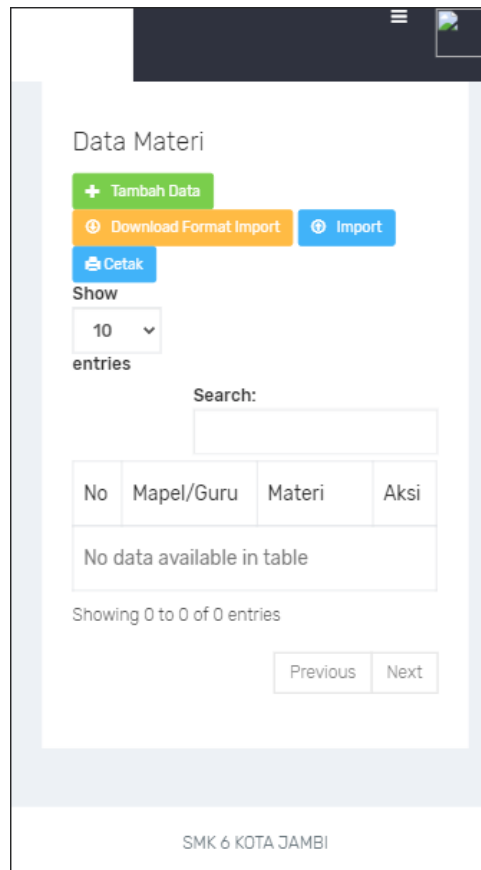 Data Materi
Tambah Data
Download Format Import Import
Cetak
Show
10
entries
Search:
No Mapel/Guru Materi Aksi
No data available in table
Showing 0 to 0 of 0 entries
Previous Next
SMK 6 KOTA JAMBI